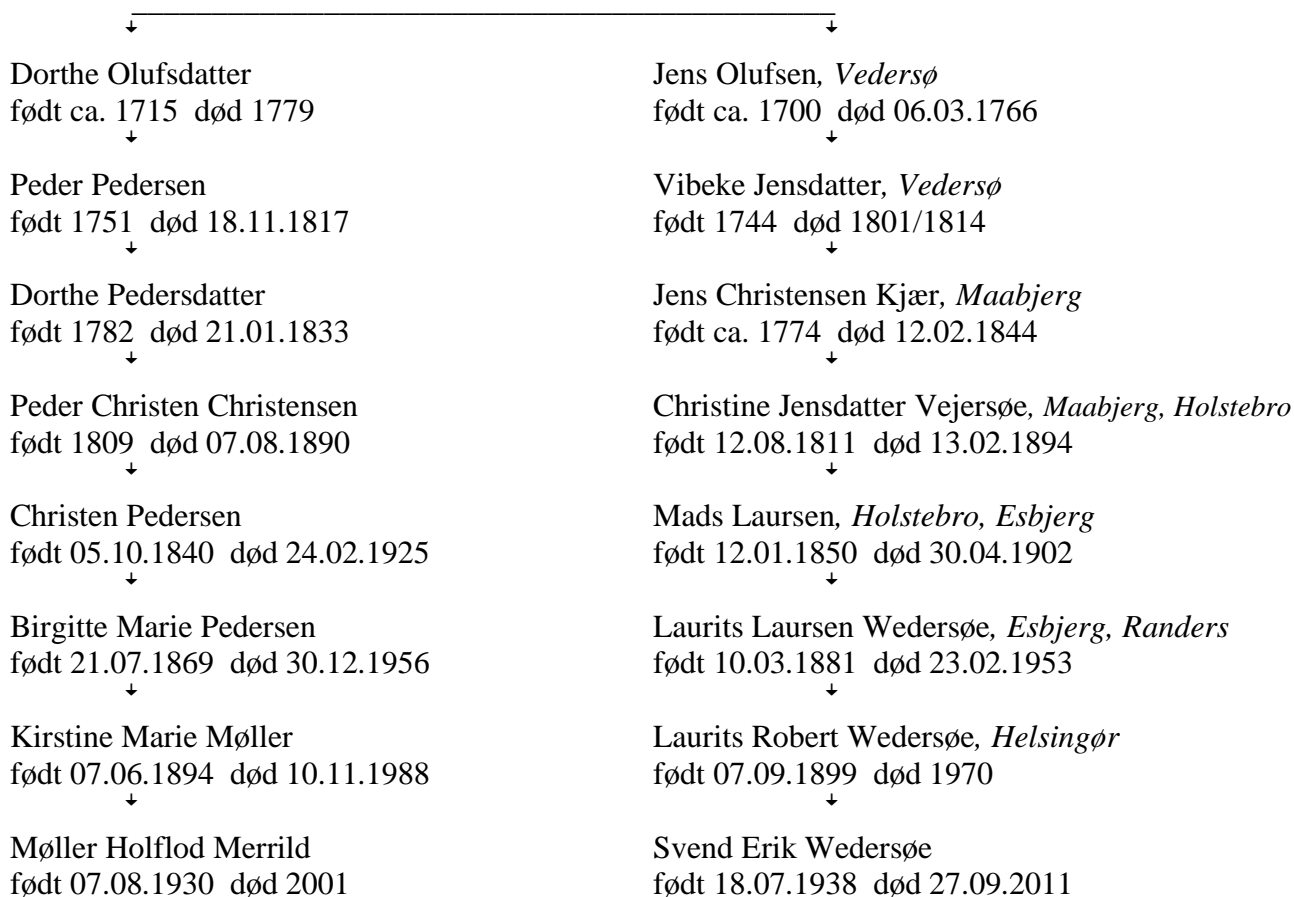 Dorthe Olufsdatter
født ca. 1715 død 1779
Peder Pedersen
født 1751 død 18.11.1817
Dorthe Pedersdatter
født 1782 død 21.01.1833
Peder Christen Christensen
født 1809 død 07.08.1890
Christen Pedersen
født 05.10.1840 død 24.02.1925
Birgitte Marie Pedersen
født 21.07.1869 død 30.12.1956
Kirstine Marie Møller
født 07.06.1894 død 10.11.1988
Møller Holflod Merrild
født 07.08.1930 død 2001
Jens Olufsen, Vedersø
født ca. 1700 død 06.03.1766
Vibeke Jensdatter, Vedersø
født 1744 død 1801/1814
Jens Christensen Kjær, Maabjerg
født ca. 1774 død 12.02.1844
Christine Jensdatter Vejersøe, Maabjerg, Holstebro
født 12.08.1811 død 13.02.1894
Mads Laursen, Holstebro, Esbjerg
født 12.01.1850 død 30.04.1902
Laurits Laursen Wedersøe, Esbjerg, Randers
født 10.03.1881 død 23.02.1953
Laurits Robert Wedersøe, Helsingør
født 07.09.1899 død 1970
Svend Erik Wedersøe
født 18.07.1938 død 27.09.2011